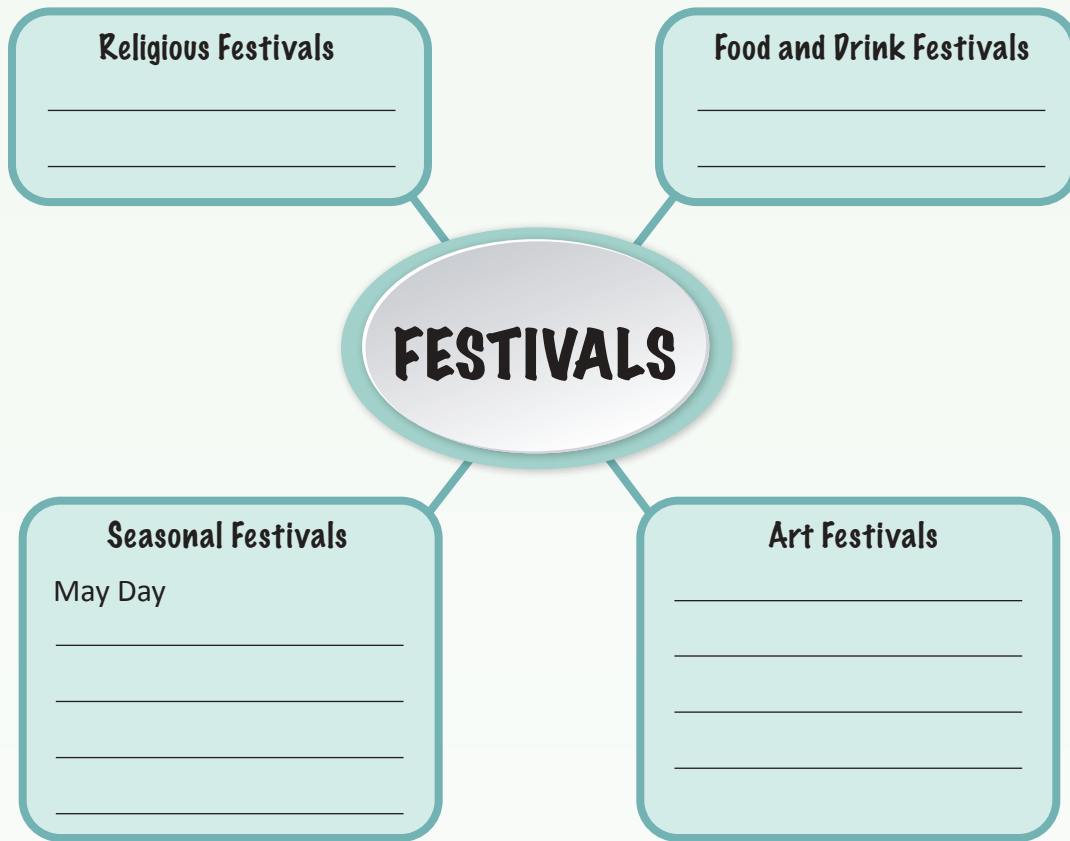 Religious Festivals
Food and Drink Festivals
FESTIVALS
Seasonal Festivals
May Day
Art Festivals